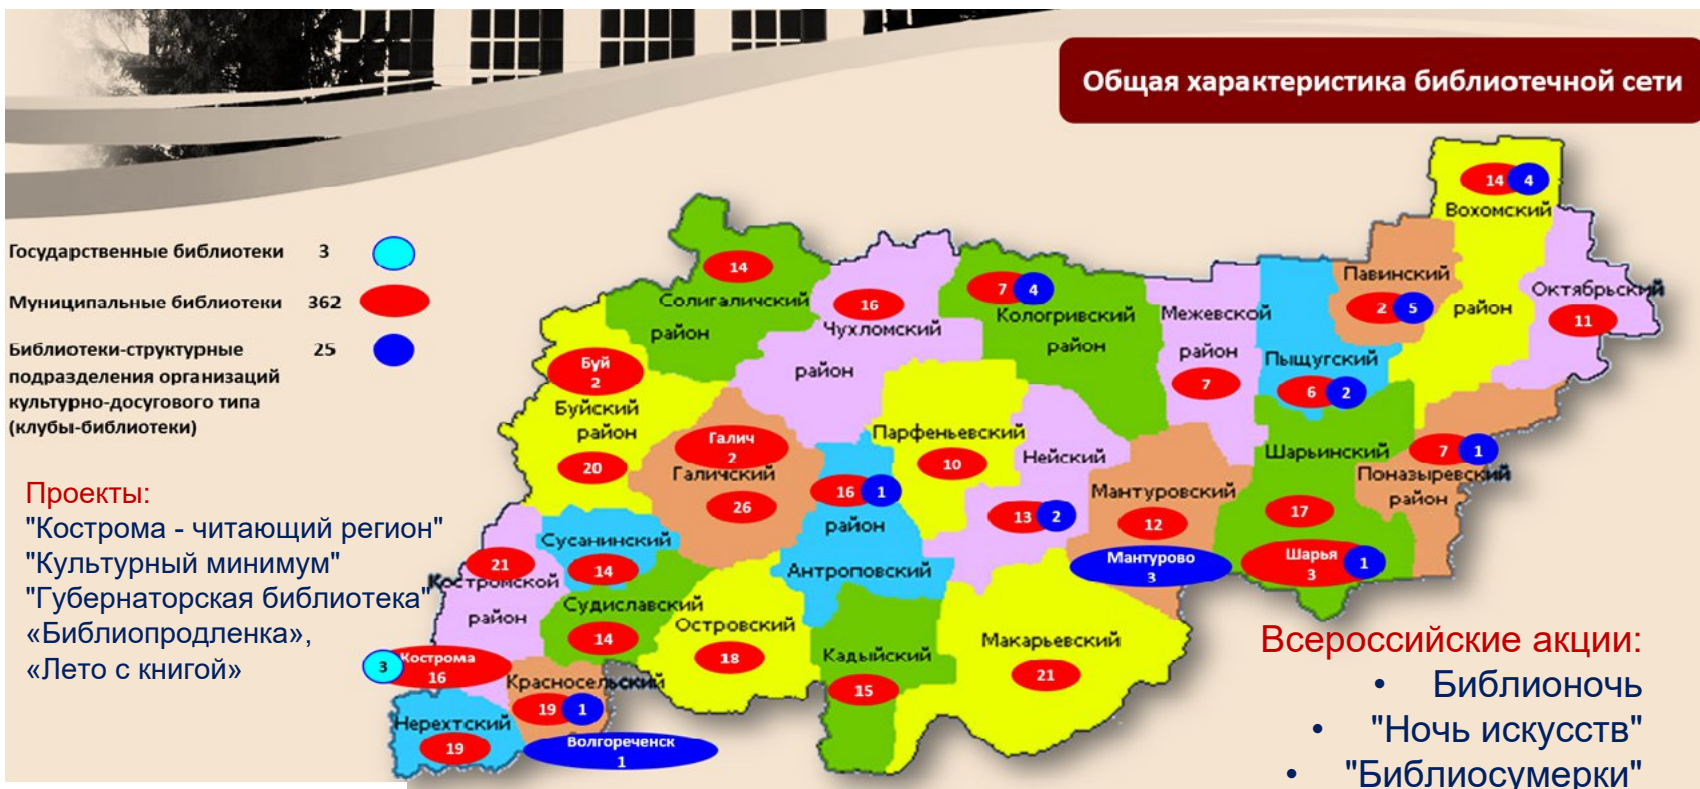 Общая характеристика библиотечной сети
Государственные библиотеки 3
Муниципальные библиотеки 362
Библиотеки-структурные 25
подразделения организаций
культурно-досугового типа
(клубы-библиотеки)
Проекты:
"Кострома - читающий регион"
"Культурный минимум"
"Губернаторская библиотека"
«Библиопродленка»,
«Лето с книгой»
14 4
Вохомский
район
14
Солигаличский
район
16
Чухломский
район
7 4
Кологривский
район
Межевской
район
7
Павинский
2 5
Октябрьский
11
Пыщугский
6 2
Буй
2
Буйский
район
20
Галич
2
Галичский
26
16 1
район
Антроповский
Парфеньевский
10
Нейский
13 2
Мантуровский
12
Мантурово
3
Шарьинский
17
Шарья
3 1
7 1
Поназыревский
район
21
Костромской
район
Сусанинский
14
Судиславский
14
Островский
18
Кадыйский
15
Макарьевский
21
3 Кострома
16
Красносельский
19 1
Нерехтский
19
Волгореченск
1
Всероссийские акции:
• Библионочь
• "Ночь искусств"
• "Библиосумерки"